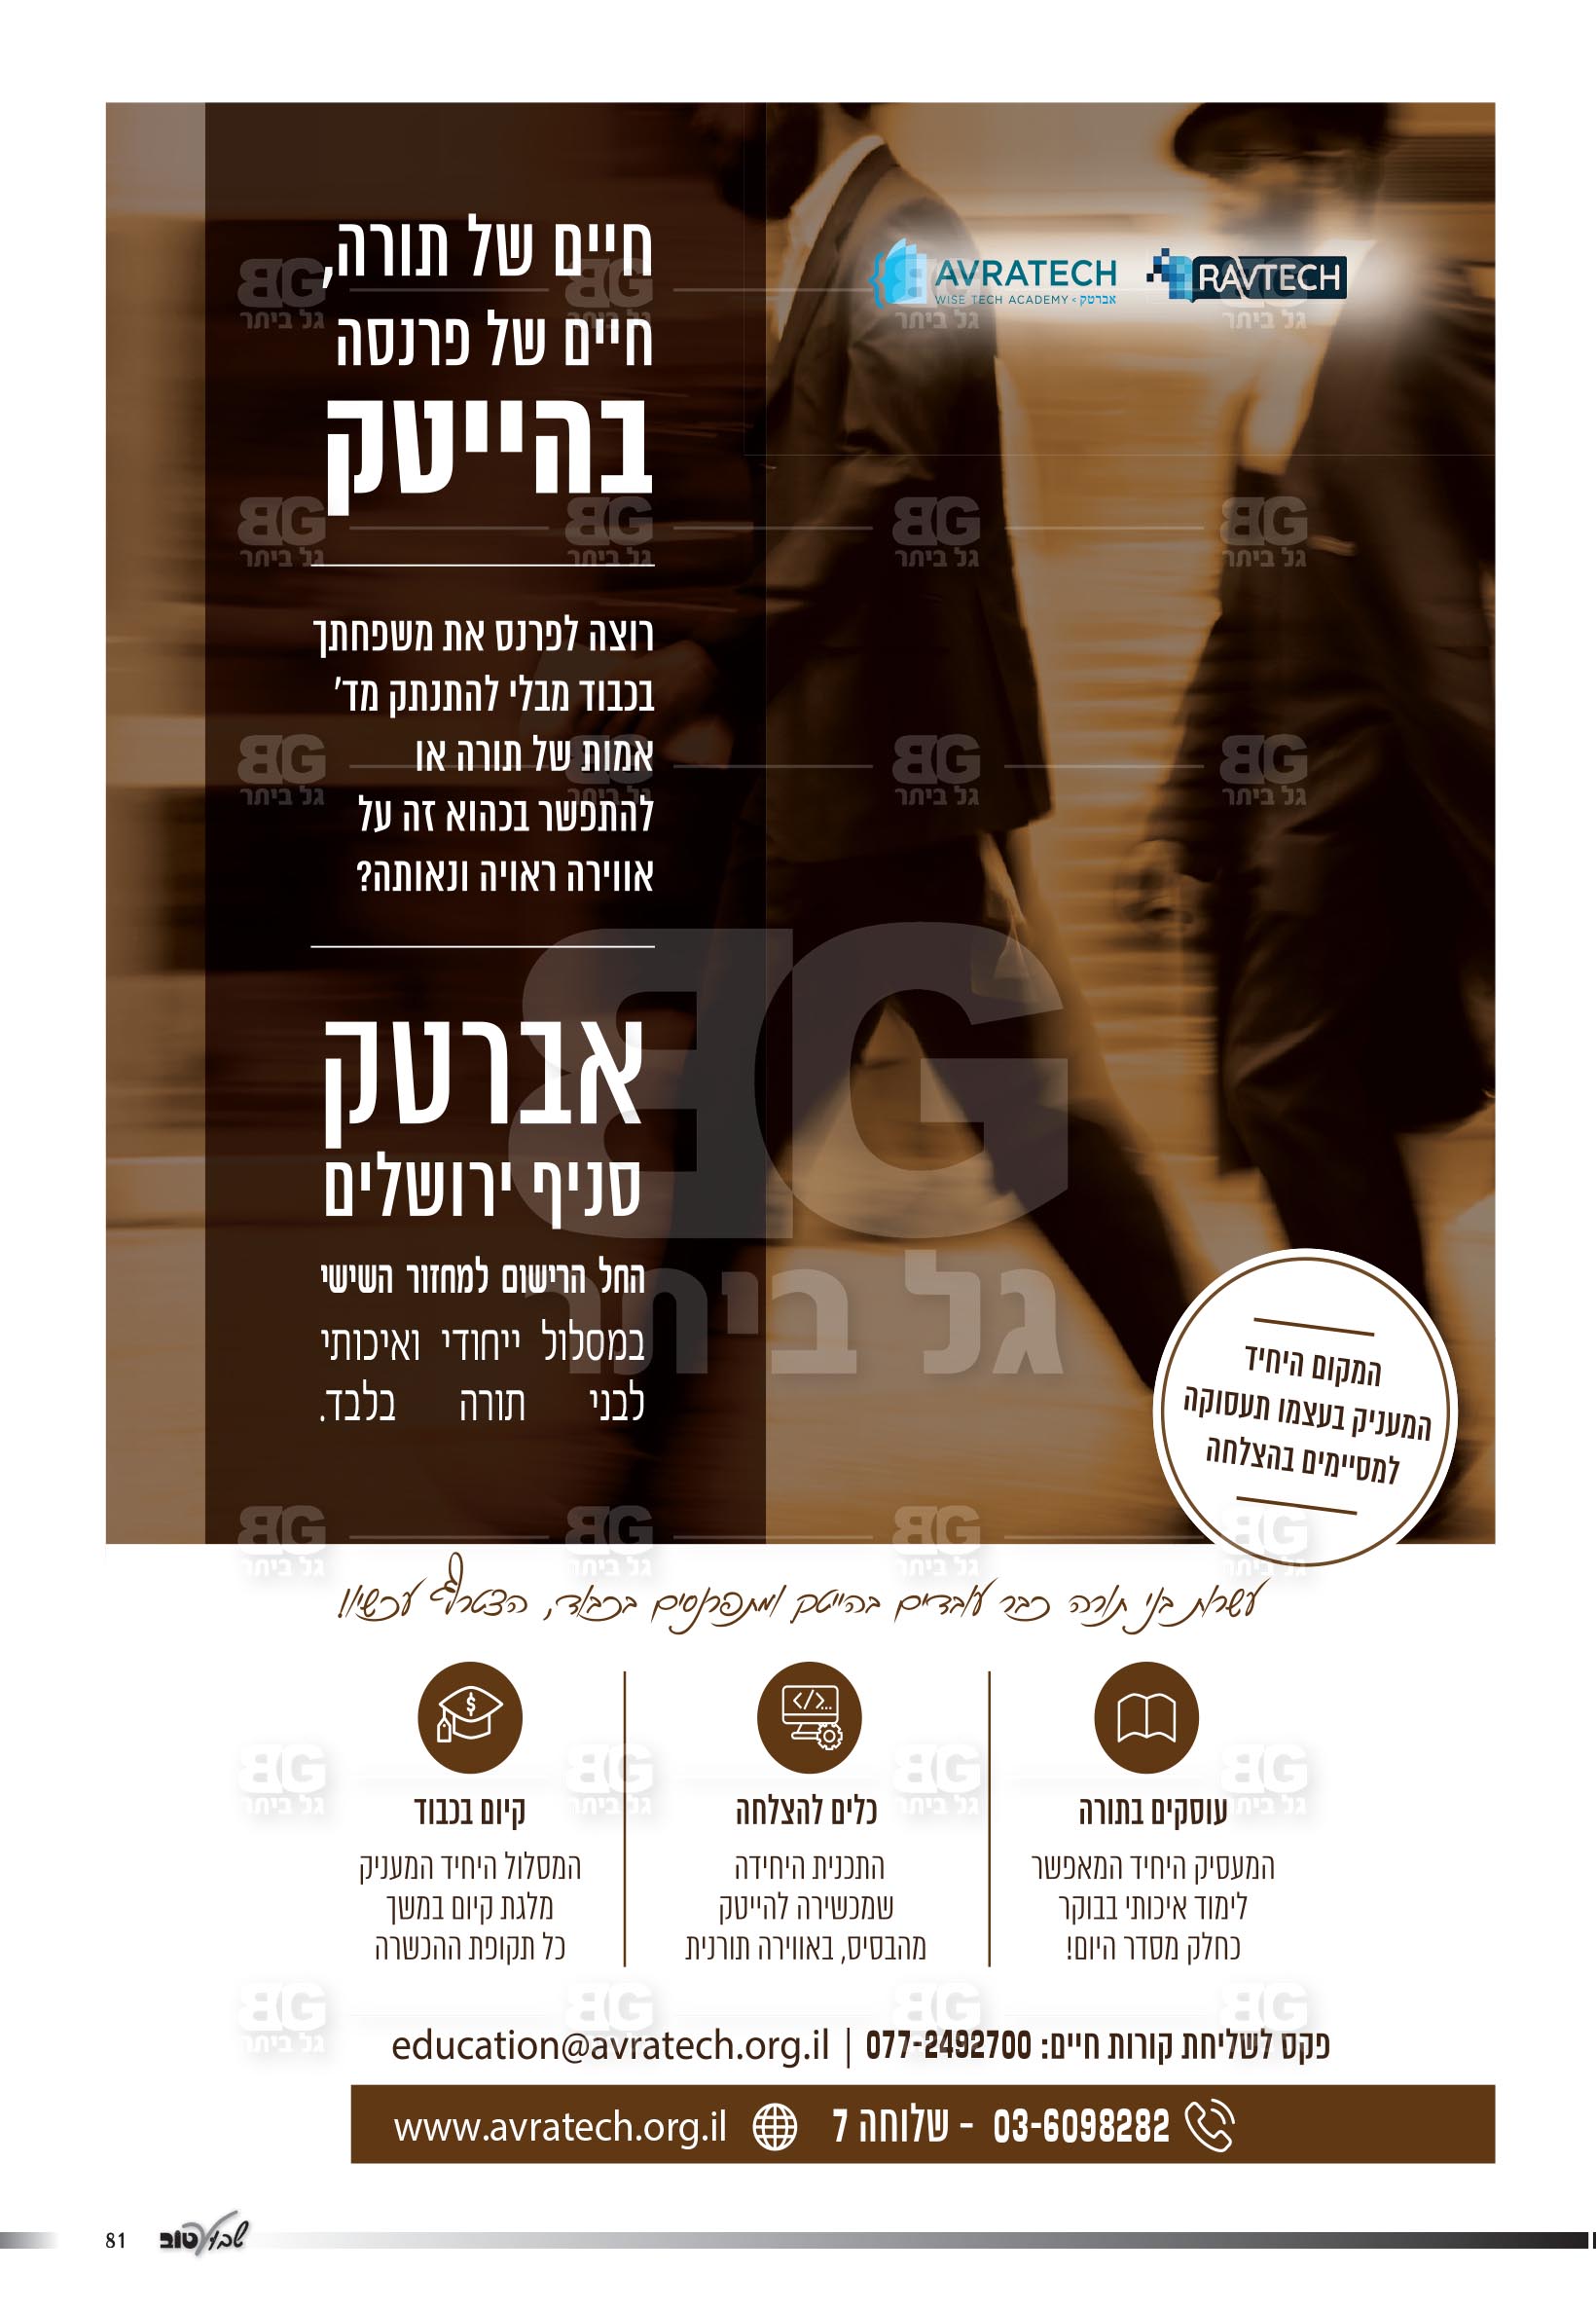 AVRATECH
WISE TECH ACADEMY > אברטק
RAVTECH
חיים של תורה,
חיים של פרנסה
בהייטק
רוצה לפרנס את משפחתך
בכבוד מבלי להתנתק מד'
אמות של תורה או
להתפשר בכהוא זה על
אווירה ראויה ונאותה?
אברטק
סניף ירושלים
החל הרישום למחזור השישי
במסלול ייחודי ואיכותי
לבני תורה בלבד.
BG
גל ביתר
המקום היחיד
המעניק בעצמו תעסוקה
למסיימים בהצלחה
עשרות בני תורה כבר עובדים בהייטק ומתפרנסים בכבוד, הצטרף עכשיו!
עוסקים בתורה
המעסיק היחיד המאפשר
לימוד איכותי בבוקר
כחלק מסדר היום!
כלים להצלחה
התכנית היחידה
שמכשירה להייטק
מהבסיס, באווירה תורנית
קיום בכבוד
המסלול היחיד המעניק
מלגת קיום במשך
כל תקופת ההכשרה
פקס לשליחת קורות חיים: 077-2492700 | education@avratech.org.il
03-6098282 - שלוחה 7 www.avratech.org.il
81 שבוע טוב